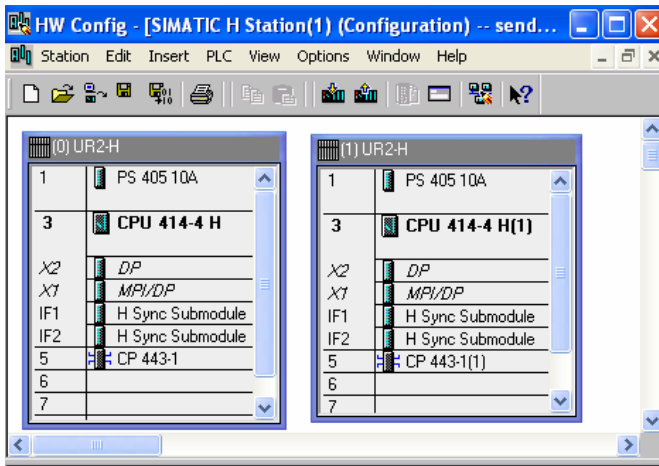 HW Config - [SIMATIC H Station(1) (Configuration) -- send...
Station Edit Insert PLC View Options Window Help
(0) UR2-H
1 PS 405 10A
3 CPU 414-4 H
X2 DP
X1 MPI/DP
IF1 H Sync Submodule
IF2 H Sync Submodule
5 CP 443-1
6
7
(1) UR2-H
1 PS 405 10A
3 CPU 414-4 H(1)
X2 DP
X1 MPI/DP
IF1 H Sync Submodule
IF2 H Sync Submodule
5 CP 443-1(1)
6
7